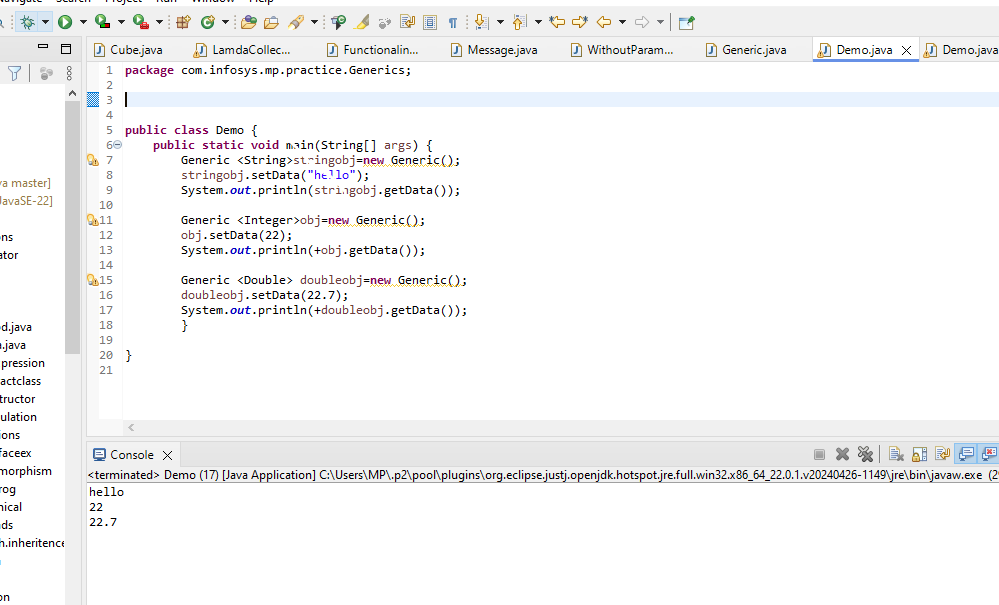 Navigate Search Project Run Window Help
Cube.java LamdaCollec... Functionalin... Message.java WithoutParam... Generic.java Demo.java Demo.java
1 package com.infosys.mp.practice.Generics;
2
3
4
5 public class Demo {
6 public static void main(String[] args) {
7 Generic <String>stringobj=new Generic();
8 stringobj.setData("hello");
9 System.out.println(stringobj.getData());
10
11 Generic <Integer>obj=new Generic();
12 obj.setData(22);
13 System.out.println(+obj.getData());
14
15 Generic <Double> doubleobj=new Generic();
16 doubleobj.setData(22.7);
17 System.out.println(+doubleobj.getData());
18 }
19
20 }
21
va master]
JavaSE-22]
ons
ator
d.java
n.java
pression
actclass
tructor
ulation
ions
faceex
morphism
rog
nical
ds
h.inheritence
on
Console
<terminated> Demo (17) [Java Application] C:\Users\MP\.p2\pool\plugins\org.eclipse.justj.openjdk.hotspot.jre.full.win32.x86_64_22.0.1.v20240426-1149\jre\bin\javaw.exe (2
hello
22
22.7